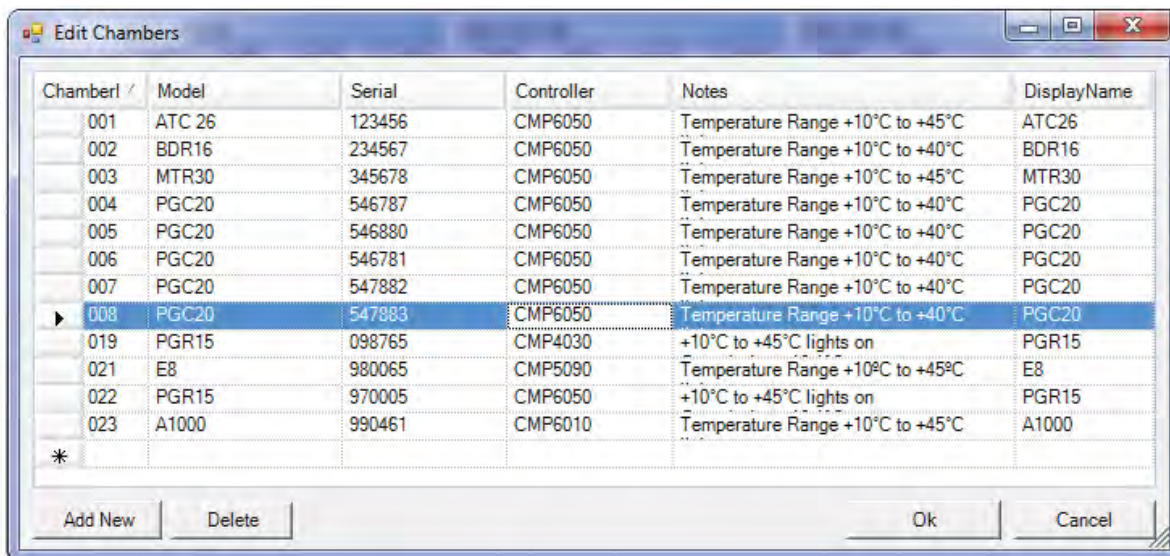 Edit Chambers
ChamberI Model Serial Controller Notes DisplayName
001 ATC 26 123456 CMP6050 Temperature Range +10°C to +45°C ATC26
002 BDR16 234567 CMP6050 Temperature Range +10°C to +40°C BDR16
003 MTR30 345678 CMP6050 Temperature Range +10°C to +45°C MTR30
004 PGC20 546787 CMP6050 Temperature Range +10°C to +40°C PGC20
005 PGC20 546880 CMP6050 Temperature Range +10°C to +40°C PGC20
006 PGC20 546781 CMP6050 Temperature Range +10°C to +40°C PGC20
007 PGC20 547882 CMP6050 Temperature Range +10°C to +40°C PGC20
008 PGC20 547883 CMP6050 Temperature Range +10°C to +40°C PGC20
019 PGR15 098765 CMP4030 +10°C to +45°C lights on PGR15
021 E8 980065 CMP5090 Temperature Range +10ºC to +45ºC E8
022 PGR15 970005 CMP6050 +10°C to +45°C lights on PGR15
023 A1000 990461 CMP6010 Temperature Range +10°C to +45°C A1000
Add New Delete Ok Cancel